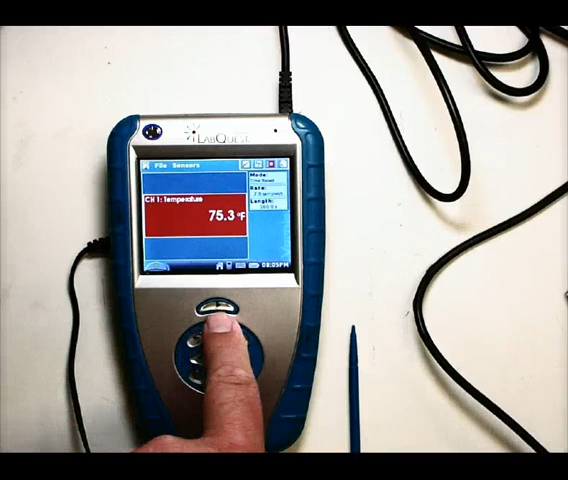 LABQUEST
File Sensors
Mode:
Time Based
Rate:
Length:
CH 1: Temperature
75.3 °F
08:05PM